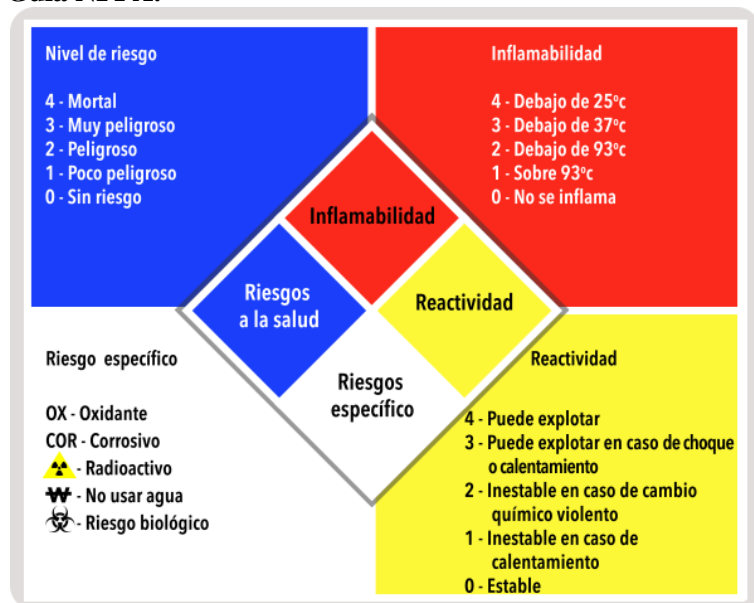 Nivel de riesgo
4 - Mortal
3 - Muy peligroso
2 - Peligroso
1 - Poco peligroso
0 - Sin riesgo
Inflamabilidad
4 - Debajo de 25ºc
3 - Debajo de 37ºc
2 - Debajo de 93ºc
1 - Sobre 93ºc
0 - No se inflama
Inflamabilidad
Riesgos
a la salud
Reactividad
Riesgos
específico
Riesgo específico
OX - Oxidante
COR - Corrosivo
- Radioactivo
W - No usar agua
- Riesgo biológico
Reactividad
4 - Puede explotar
3 - Puede explotar en caso de choque
o calentamiento
2 - Inestable en caso de cambio
químico violento
1 - Inestable en caso de
calentamiento
0 - Estable